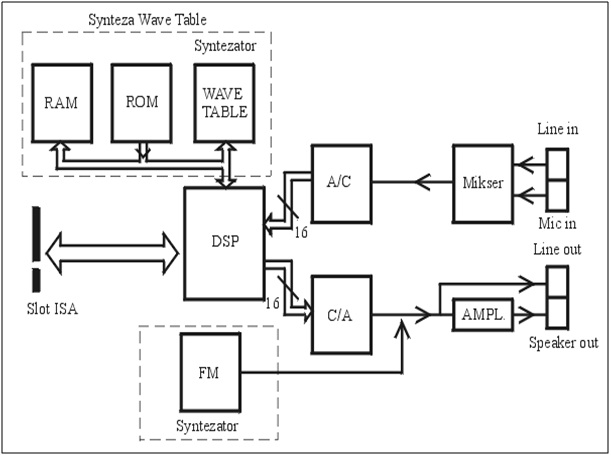 Synteza Wave Table
Syntezator
RAM
ROM
WAVE
TABLE
Line in
A/C
Mikser
Mic in
16
DSP
Line out
Slot ISA
16
C/A
AMPL.
Speaker out
FM
Syntezator